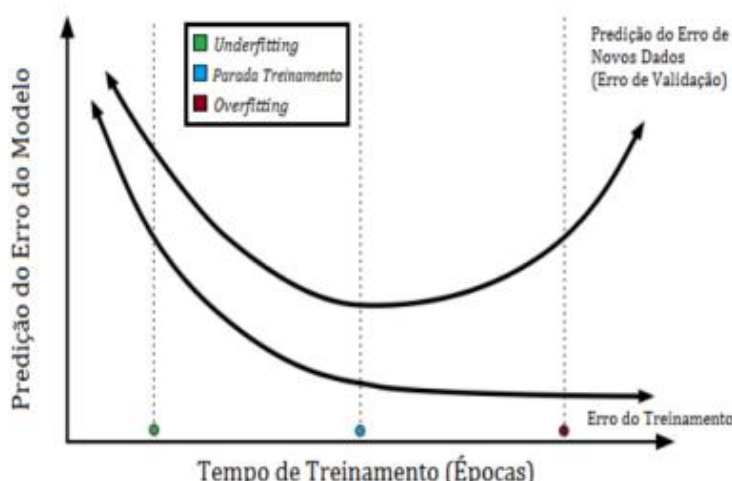 Predição do Erro do Modelo
Underfitting
Parada Treinamento
Overfitting
Predição do Erro de
Novos Dados
(Erro de Validação)
Erro do Treinamento
Tempo de Treinamento (Épocas)